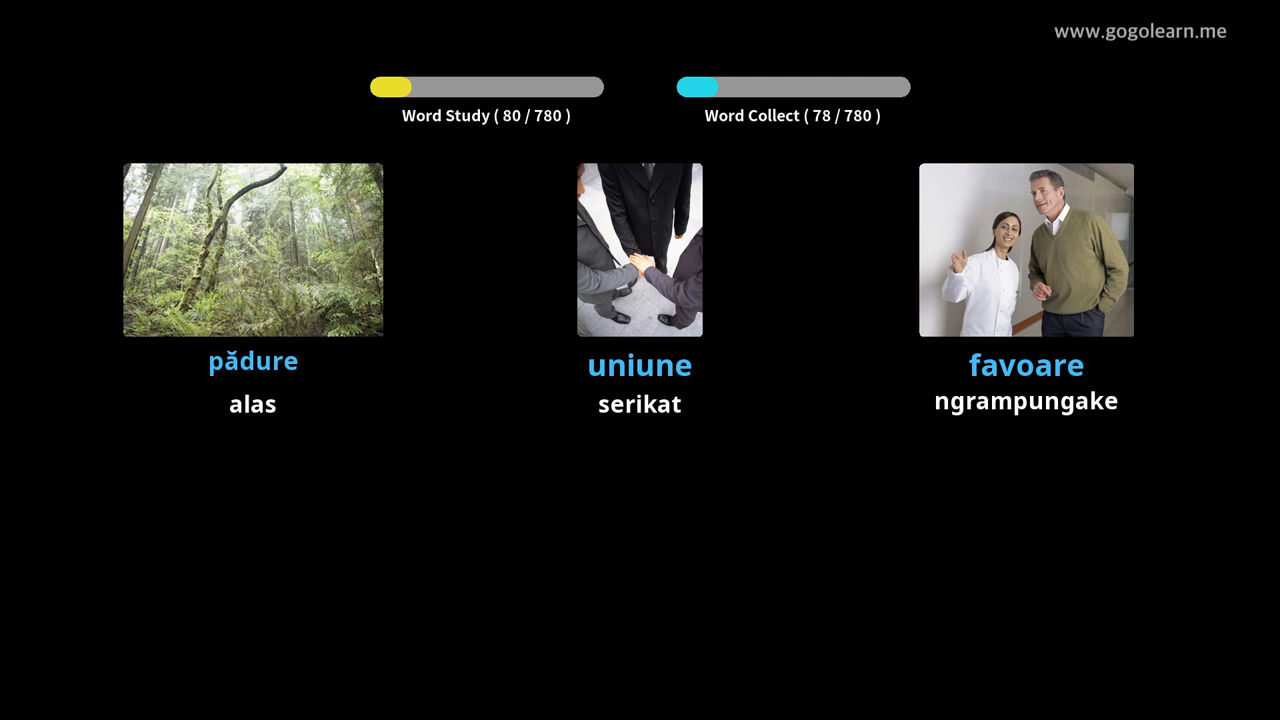 www.gogolearn.me
Word Study ( 80 / 780 )
Word Collect ( 78 / 780 )
pădure
uniune
favoare
alas
serikat
ngrampungake